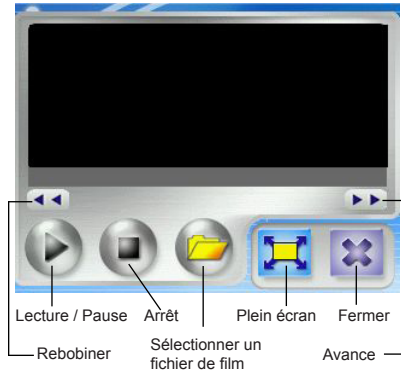 Lecture / Pause
Arrêt
Plein écran
Fermer
Rebobiner
Sélectionner un
fichier de film
Avance